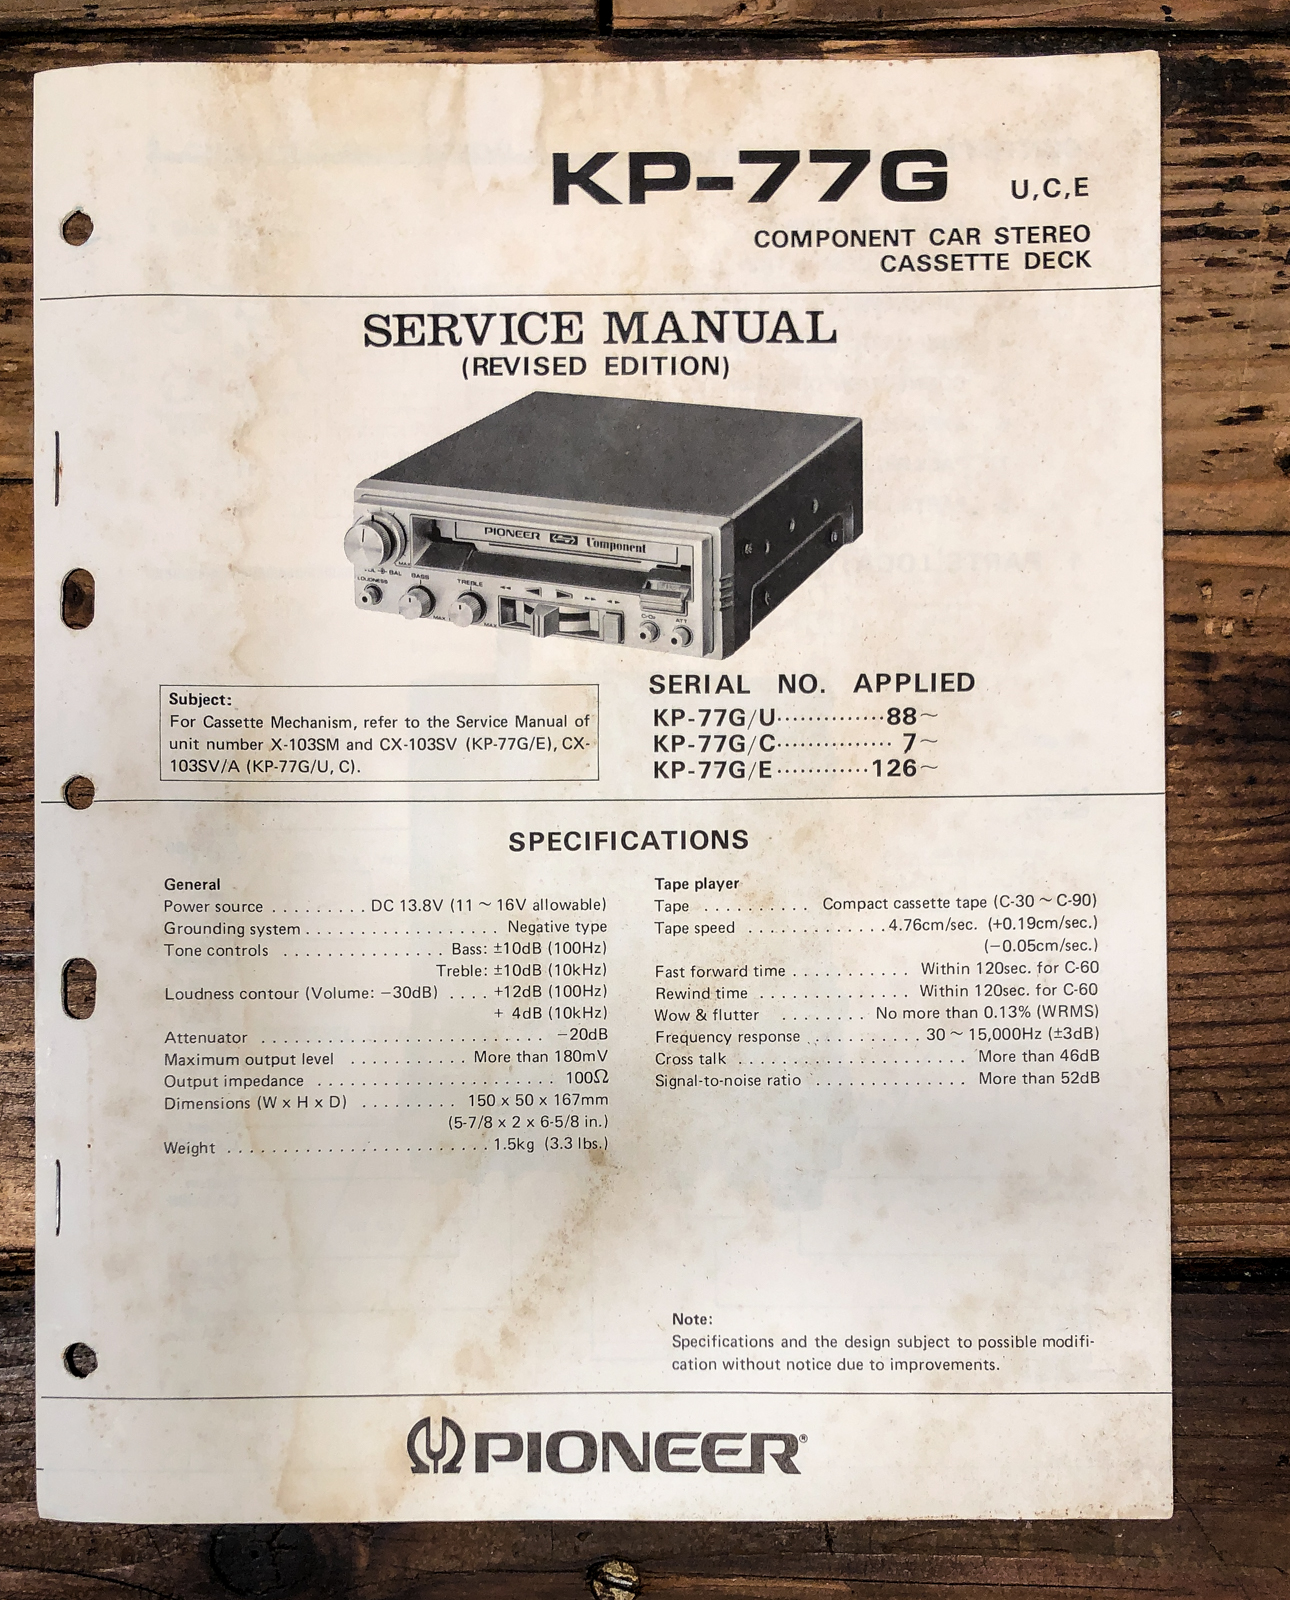 KP-77G U,C,E
COMPONENT CAR STEREO
CASSETTE DECK
SERVICE MANUAL
(REVISED EDITION)
PIONEER Component
MAX
BAL
LOUDNESS
BASS
TREBLE
MAX
MAX
ATT
Subject:
For Cassette Mechanism, refer to the Service Manual of
unit number X-103SM and CX-103SV (KP-77G/E), CX-
103SV/A (KP-77G/U, C).
SERIAL NO. APPLIED
KP-77G/U··············88~
KP-77G/C·············· 7~
KP-77G/E············126~
SPECIFICATIONS
General
Power source ......... DC 13.8V (11 ~ 16V allowable)
Grounding system .................. Negative type
Tone controls ............... Bass: ±10dB (100Hz)
Treble: ±10dB (10kHz)
Loudness contour (Volume: −30dB) .... +12dB (100Hz)
+ 4dB (10kHz)
Attenuator .......................... −20dB
Maximum output level ........... More than 180mV
Output impedance ...................... 100Ω
Dimensions (W x H x D) ......... 150 x 50 x 167mm
(5-7/8 x 2 x 6-5/8 in.)
Weight ........................ 1.5kg (3.3 lbs.)
Tape player
Tape .......... Compact cassette tape (C-30 ~ C-90)
Tape speed .............4.76cm/sec. (+0.19cm/sec.)
(−0.05cm/sec.)
Fast forward time ........... Within 120sec. for C-60
Rewind time .............. Within 120sec. for C-60
Wow & flutter ........ No more than 0.13% (WRMS)
Frequency response ........... 30 ~ 15,000Hz (±3dB)
Cross talk ..................... More than 46dB
Signal-to-noise ratio .............. More than 52dB
Note:
Specifications and the design subject to possible modifi-
cation without notice due to improvements.
PIONEER®